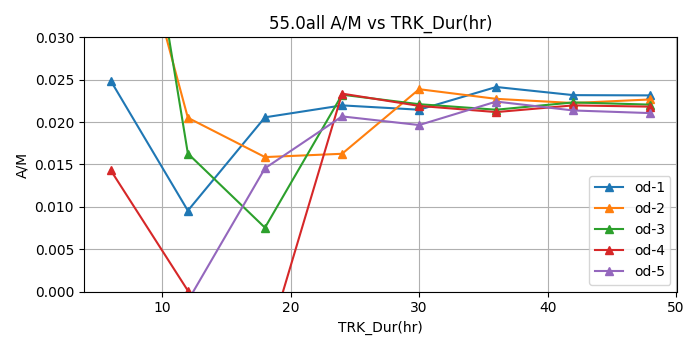 55.0all A/M vs TRK_Dur(hr)
0.030
0.025
0.020
0.015
0.010
0.005
0.000
A/M
10
20
30
40
50
TRK_Dur(hr)
od-1
od-2
od-3
od-4
od-5